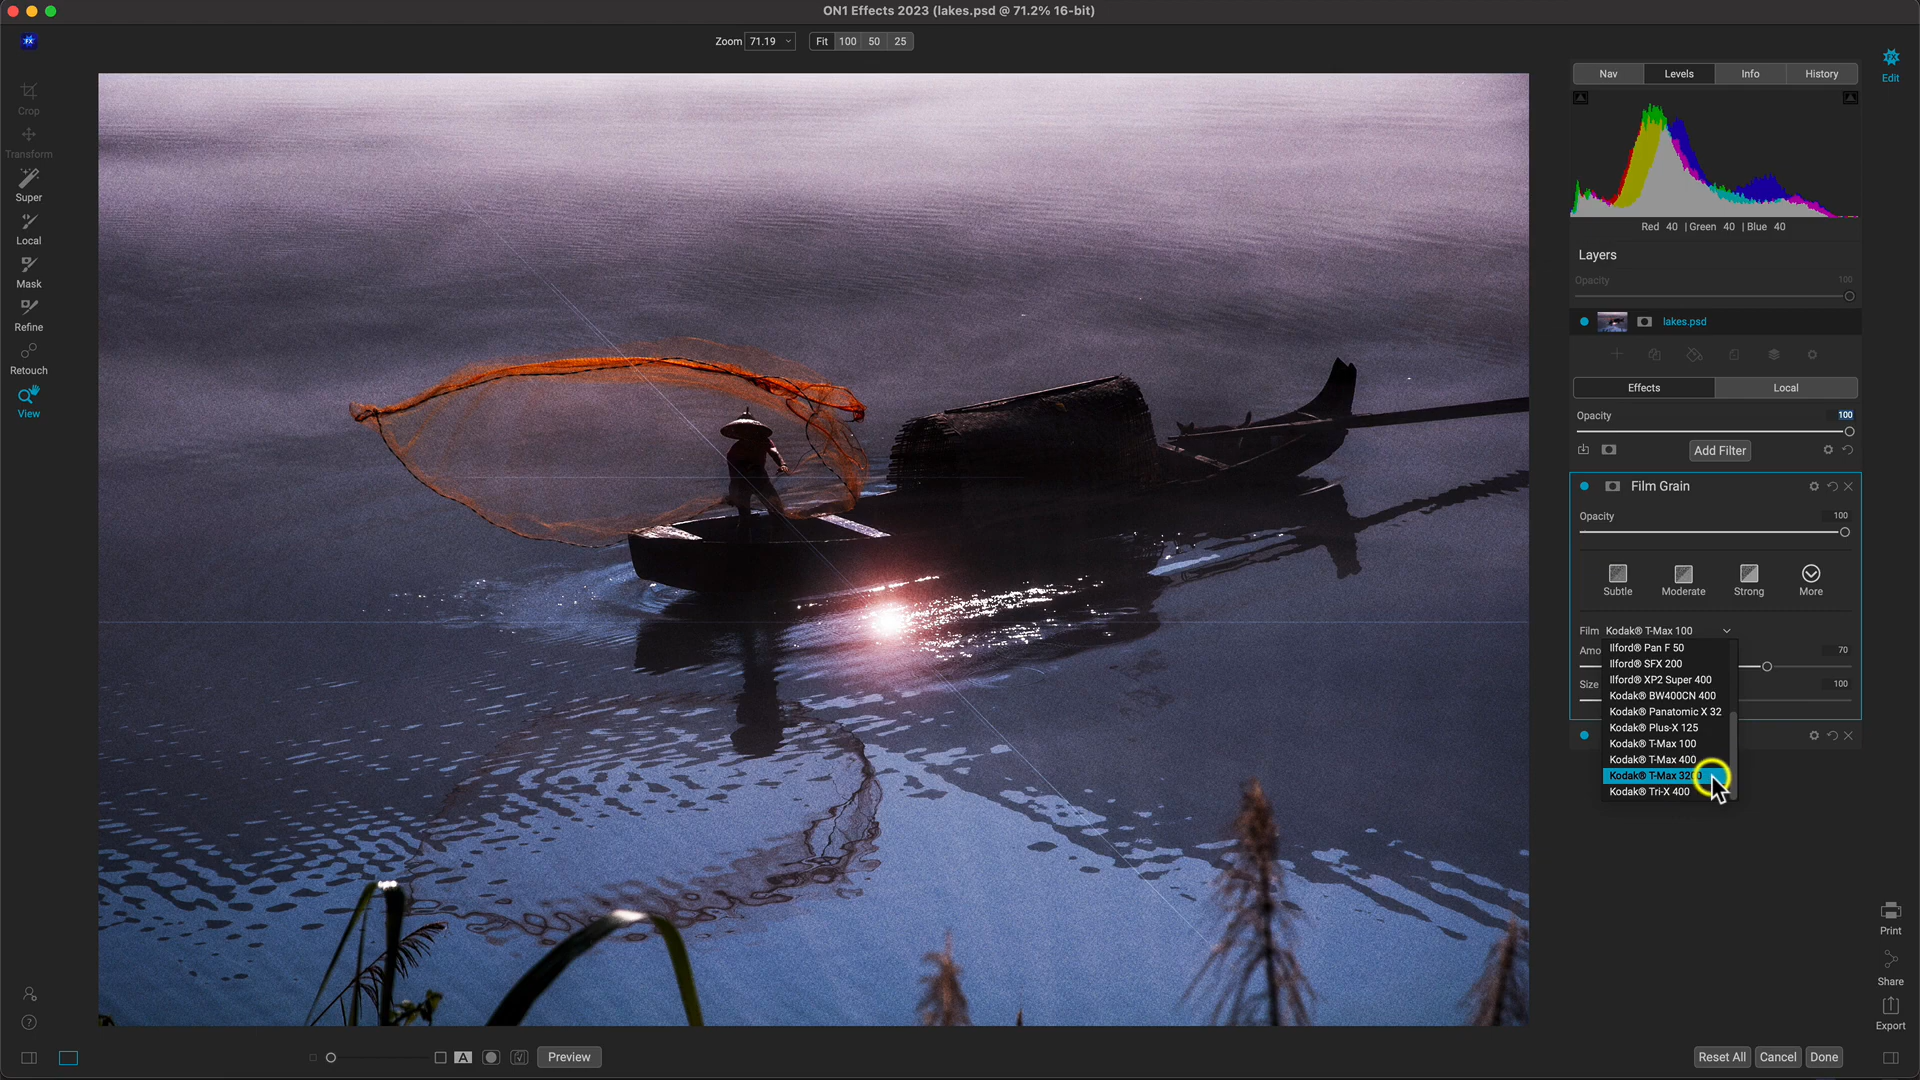 ON1 Effects 2023 (lakes.psd @ 71.2% 16-bit)
FX
Zoom 71.19 Fit 100 50 25
Crop
Transform
Super
Local
Mask
Refine
Retouch
View
Nav Levels Info History
Edit
Red 40 | Green 40 | Blue 40
Layers
Opacity 100
lakes.psd
Effects Local
Opacity 100
Add Filter
Film Grain
Opacity 100
Subtle Moderate Strong More
Film Kodak® T-Max 100
Amo 70
Size 100
Ilford® Pan F 50
Ilford® SFX 200
Ilford® XP2 Super 400
Kodak® BW400CN 400
Kodak® Panatomic X 32
Kodak® Plus-X 125
Kodak® T-Max 100
Kodak® T-Max 400
Kodak® T-Max 3200
Kodak® Tri-X 400
Print
Share
Export
A Preview
Reset All Cancel Done